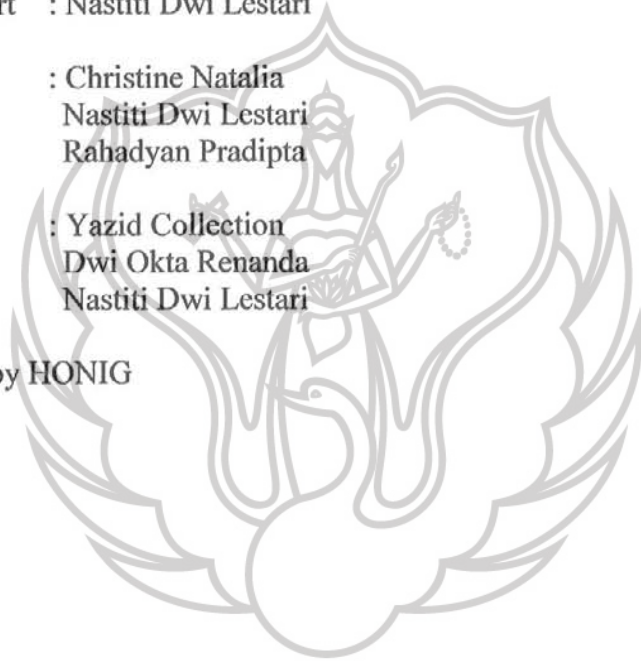 rt : Nastiti Dwi Lestari
: Christine Natalia
Nastiti Dwi Lestari
Rahadyan Pradipta
: Yazid Collection
Dwi Okta Renanda
Nastiti Dwi Lestari
by HONIG